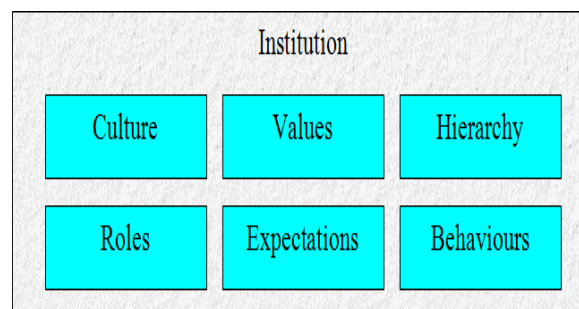 Institution
Culture Values Hierarchy
Roles Expectations Behaviours